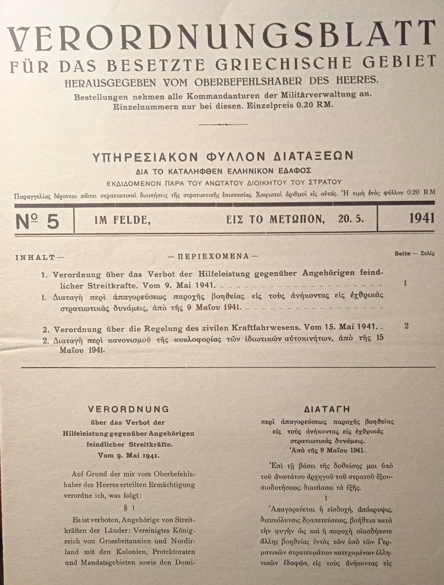 VERORDNUNGSBLATT
FÜR DAS BESETZTE GRIECHISCHE GEBIET
HERAUSGEGEBEN VOM OBERBEFEHLSHABER DES HEERES.
Bestellungen nehmen alle Kommandanturen der Militärverwaltung an.
Einzelnummern nur bei diesen. Einzelpreis 0.20 RM.
ΥΠΗΡΕΣΙΑΚΟΝ ΦΥΛΛΟΝ ΔΙΑΤΑΞΕΩΝ
ΔΙΑ ΤΟ ΚΑΤΑΛΗΦΘΕΝ ΕΛΛΗΝΙΚΟΝ ΕΔΑΦΟΣ
ΕΚΔΙΔΟΜΕΝΟΝ ΠΑΡΑ ΤΟΥ ΑΝΩΤΑΤΟΥ ΔΙΟΙΚΗΤΟΥ ΤΟΥ ΣΤΡΑΤΟΥ
Παραγγελίας δέχονται πᾶσαι στρατιωτικαὶ διοικήσεις τῆς στρατιωτικῆς ἐπιτασίας. Χωριστοὶ ἀριθμοὶ εἰς αὐτάς. Ἡ τιμὴ ἑνὸς φύλλου 0.20 RM
Nº 5 IM FELDE, ΕΙΣ ΤΟ ΜΕΤΩΠΟΝ, 20. 5. 1941
INHALT — — ΠΕΡΙΕΧΟΜΕΝΑ — Seite — Σελὶς
1. Verordnung über das Verbot der Hilfeleistung gegenüber Angehörigen feind-
licher Streitkräfte. Vom 9. Mai 1941. 1
1. Διαταγὴ περὶ ἀπαγορεύσεως παροχῆς βοηθείας εἰς τοὺς ἀνήκοντας εἰς ἐχθρικὰς
στρατιωτικὰς δυνάμεις, ἀπὸ τῆς 9 Μαΐου 1941.
2. Verordnung über die Regelung des zivilen Kraftfahrwesens. Vom 15. Mai 1941. 2
2. Διαταγὴ περὶ κανονισμοῦ τῆς κυκλοφορίας τῶν ἰδιωτικῶν αὐτοκινήτων, ἀπὸ τῆς 15
Μαΐου 1941.
VERORDNUNG
über das Verbot der
Hilfeleistung gegenüber Angehörigen
feindlicher Streitkräfte.
Vom 9. Mai 1941.
Auf Grund der mir vom Oberbefehls-
haber des Heeres erteilten Ermächtigung
verordne ich, was folgt:
§ 1
Es ist verboten, Angehörige von Streit-
kräften der Länder: Vereinigtes König-
reich von Grossbritannien und Nordir-
land mit den Kolonien, Protektoraten
und Mandatsgebieten sowie den Domi-
ΔΙΑΤΑΓΗ
περὶ ἀπαγορεύσεως παροχῆς βοηθείας
εἰς τοὺς ἀνήκοντας εἰς ἐχθρικὰς
στρατιωτικὰς δυνάμεις.
Ἀπὸ τῆς 9 Μαΐου 1941.
Ἐπὶ τῇ βάσει τῆς δοθείσης μοι ὑπὸ
τοῦ ἀνωτάτου ἀρχηγοῦ τοῦ στρατοῦ ἐξου-
σιοδοτήσεως, διατάσσω τὰ ἑξῆς.
1
Ἀπαγορεύεται ἡ εἰσδοχή, ἀπόκρυψις,
διευκόλυνσις δραπετεύσεως, βοήθεια κατὰ
τὴν φυγὴν ὡς καὶ ἡ παροχὴ οἱασδήποτε
ἄλλης βοηθείας ἐντὸς τῶν ὑπὸ τῶν Γερ-
μανικῶν στρατευμάτων κατεχομένων ἑλλη-
νικῶν ἐδαφῶν, εἰς τοὺς ἀνήκοντας εἰς